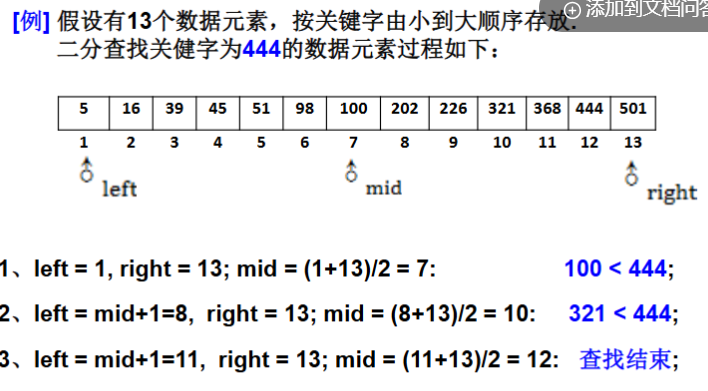 添加到文档问答
[例] 假设有13个数据元素，按关键字由小到大顺序存放.
二分查找关健字为444的数据元素过程如下：
5 16 39 45 51 98 100 202 226 321 368 444 501
1 2 3 4 5 6 7 8 9 10 11 12 13
left mid right
1、left = 1, right = 13; mid = (1+13)/2 = 7: 100 < 444;
2、left = mid+1=8, right = 13; mid = (8+13)/2 = 10: 321 < 444;
3、left = mid+1=11, right = 13; mid = (11+13)/2 = 12: 查找结束;